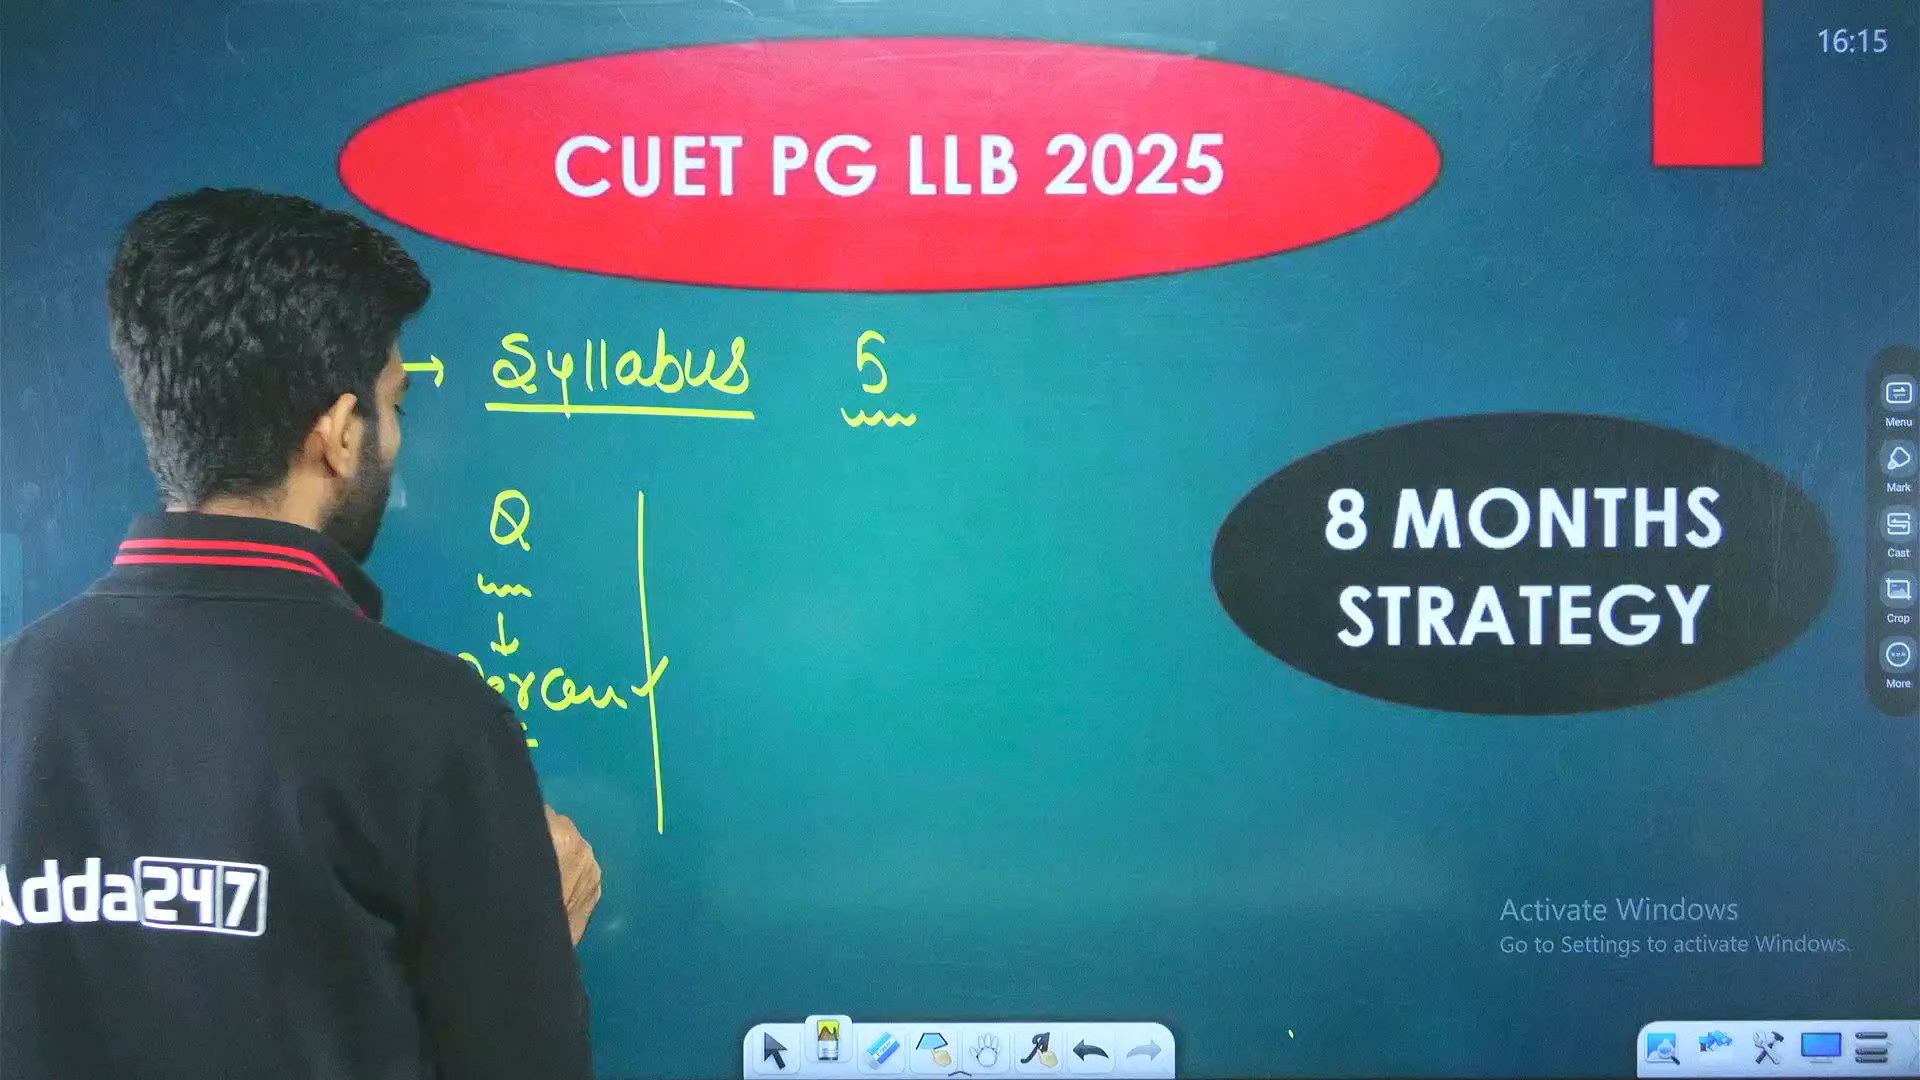 16:15
CUET PG LLB 2025
→ Syllabus 5
8 MONTHS
STRATEGY
Q
↓
Adda247
Menu
Mark
Cast
Crop
More
Activate Windows
Go to Settings to activate Windows.